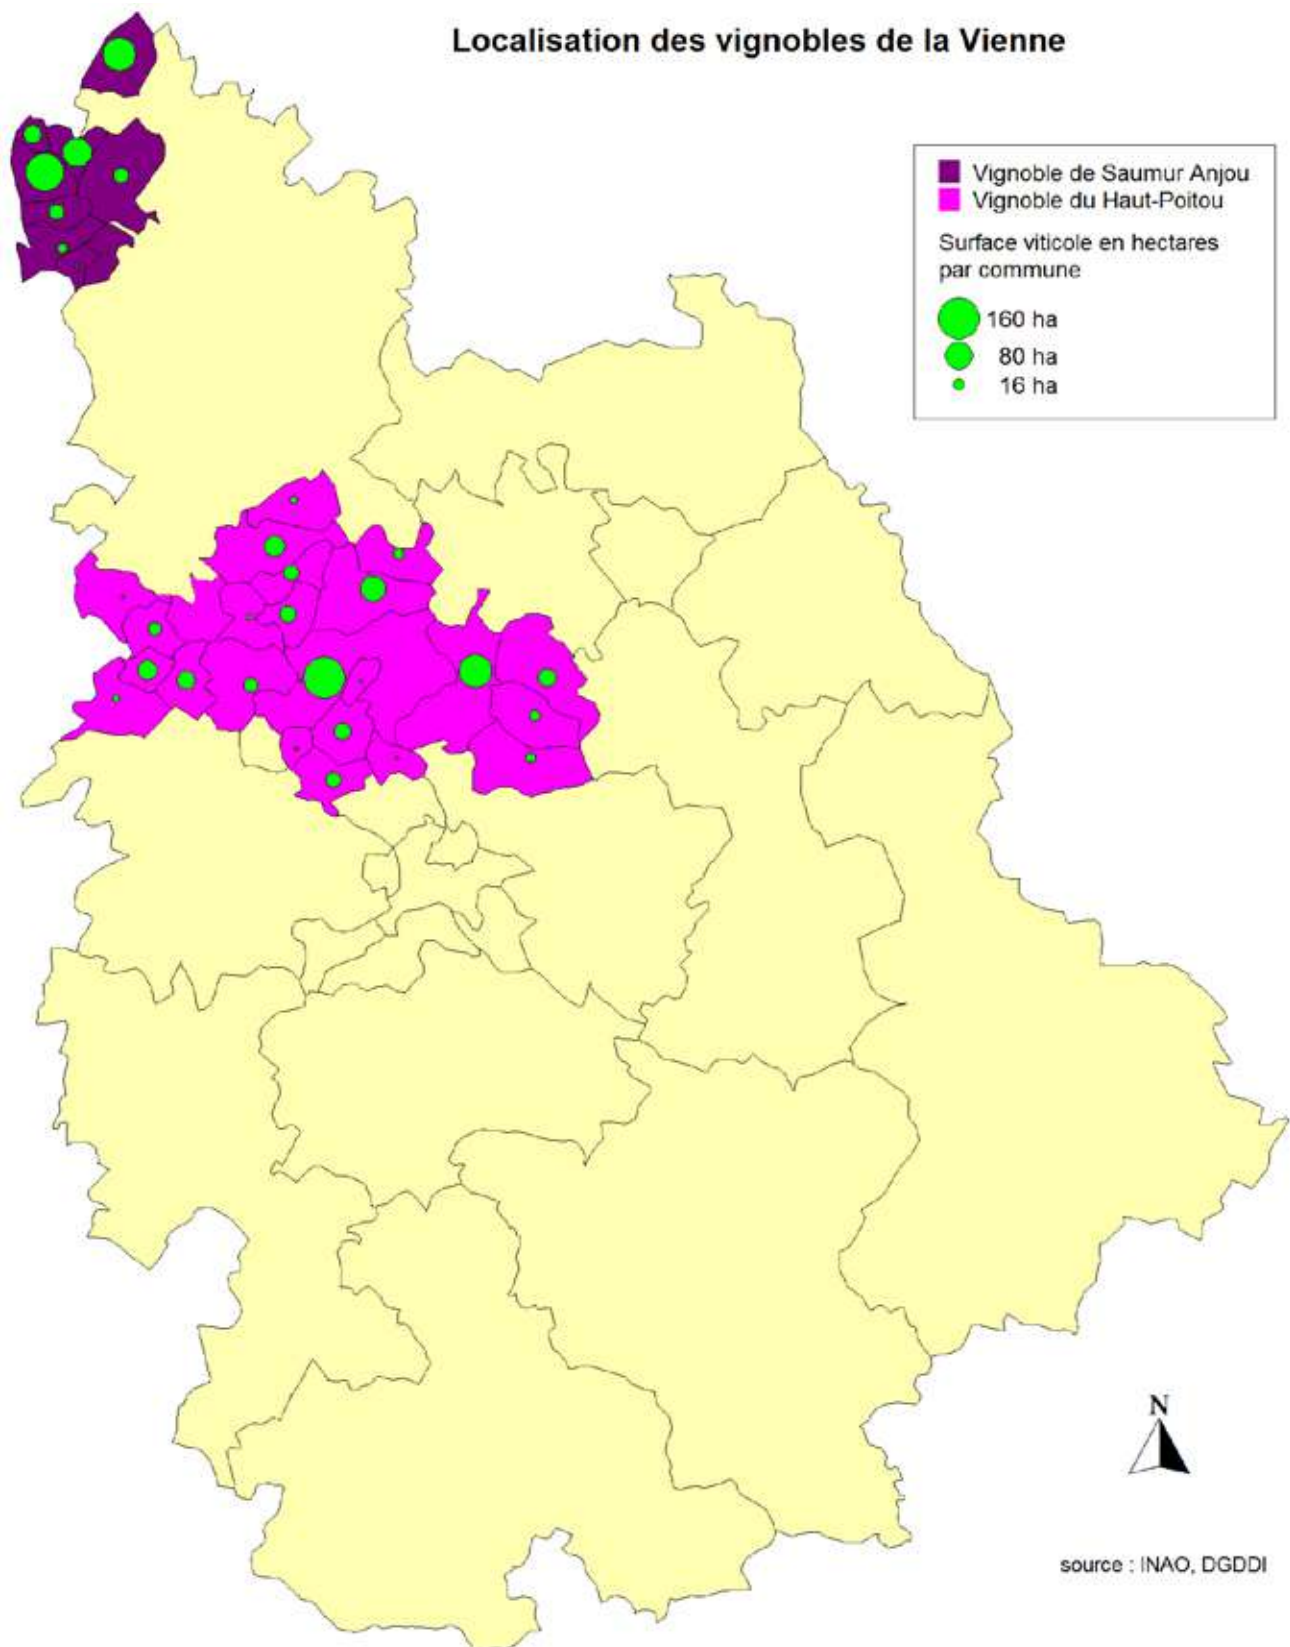 Localisation des vignobles de la Vienne
Vignoble de Saumur Anjou
Vignoble du Haut-Poitou
Surface viticole en hectares
par commune
160 ha
80 ha
16 ha
N
source : INAO, DGDDI